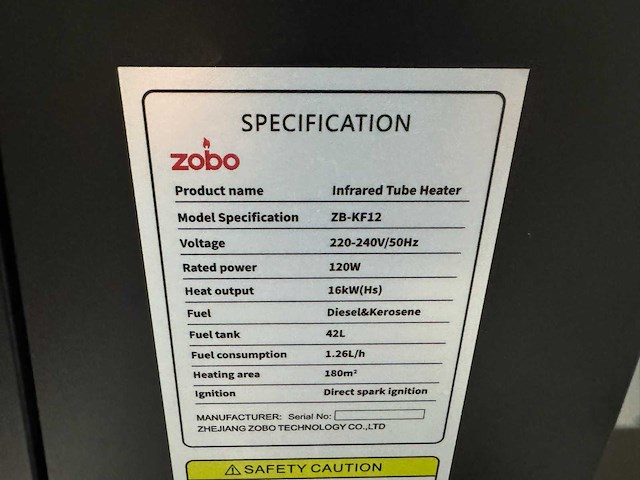 SPECIFICATION
zobo
Product name Infrared Tube Heater
Model Specification ZB-KF12
Voltage 220-240V/50Hz
Rated power 120W
Heat output 16kW(Hs)
Fuel Diesel&Kerosene
Fuel tank 42L
Fuel consumption 1.26L/h
Heating area 180m²
Ignition Direct spark ignition
MANUFACTURER: Serial No:
ZHEJIANG ZOBO TECHNOLOGY CO.,LTD
SAFETY CAUTION